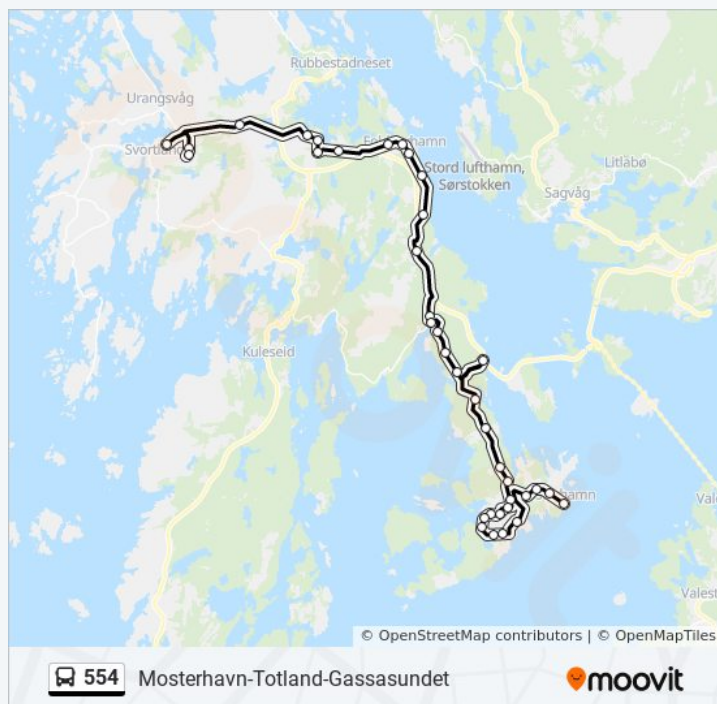 Rubbestadneset
Urangsvåg
Svortland
Stord lufthamn,
Sørstokken
Litlabø
Sagvåg
Kuleseid
© OpenStreetMap contributors | © OpenMapTiles
554 Mosterhavn-Totland-Gassasundet
moovit